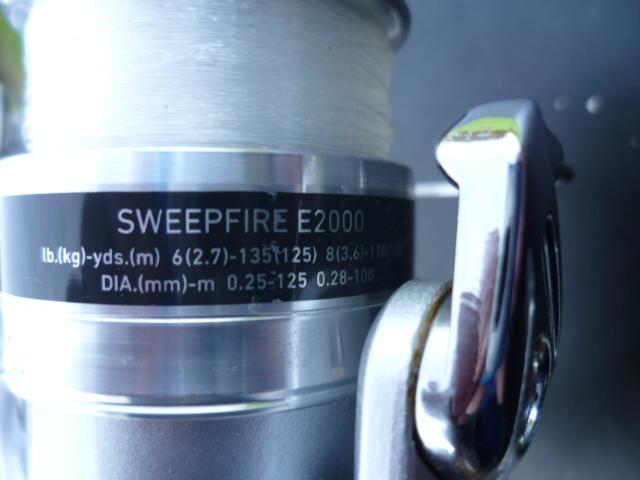 SWEEPFIRE E2000
lb.(kg)-yds.(m) 6(2.7)-135(125) 8(3.6)-110(100)
DIA.(mm)-m 0.25-125 0.28-100